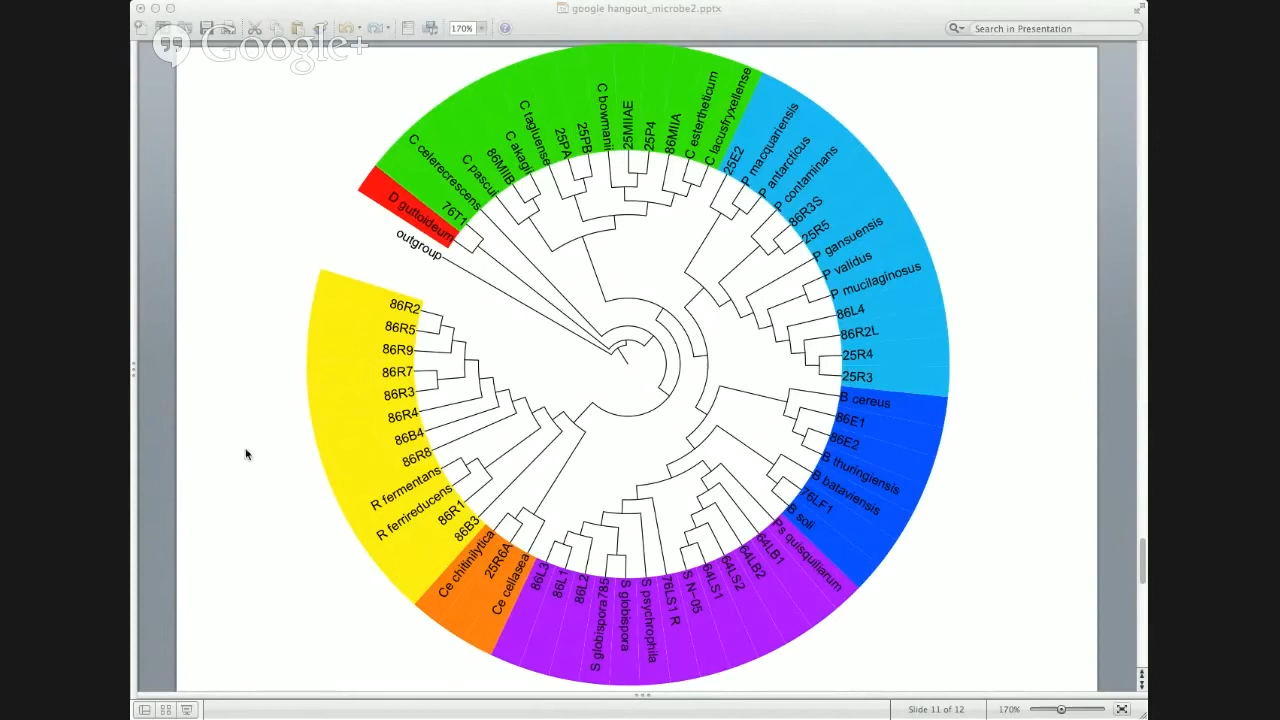 google hangout_microbe2.pptx
170%
Search in Presentation
Google+
outgroup
D guttoideum
76T1
C celerecrescens
C pascui
86MIIB
C akagii
C tagluense
25PA
25PB
C bowmanii
25MIIAE
25P4
86MIIA
C estertheticum
C lacusfryxellense
25E2
P macquariensis
P antarcticus
P contaminans
86R3S
25R5
P gansuensis
P validus
P mucilaginosus
86L4
86R2L
25R4
25R3
B cereus
86E1
86E2
B thuringiensis
B bataviensis
76LF1
B soli
Ps quisquiliarum
64LB1
64LB2
64LS2
64LS1
S N-05
76LS1 R
S psychrophila
S globispora
S globispora785
86L2
86L1
86L3
Ce cellasea
25R6A
Ce chitinilytica
86B3
86R1
R ferrireducens
R fermentans
86R8
86B4
86R4
86R3
86R7
86R9
86R5
86R2
Slide 11 of 12
170%